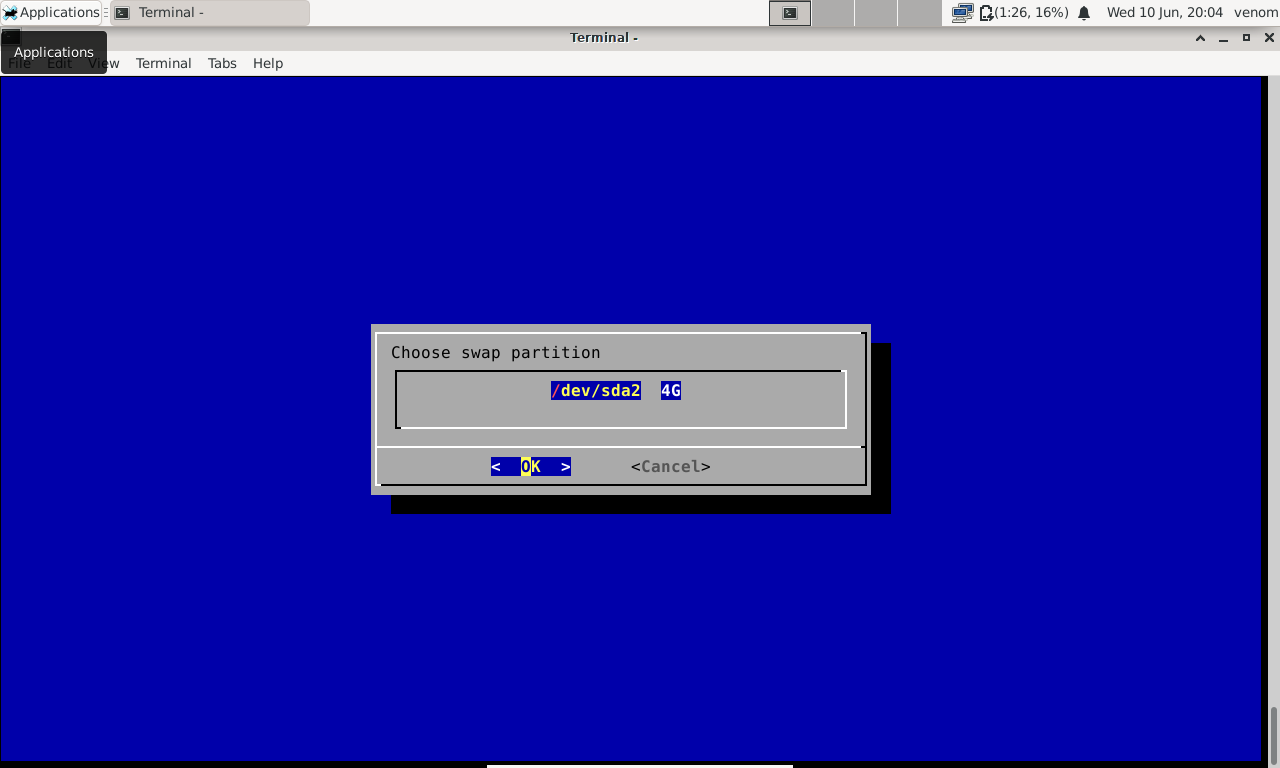 Applications Terminal - (1:26, 16%) Wed 10 Jun, 20:04 venom
Terminal -
Applications
File Edit View Terminal Tabs Help
Choose swap partition
/dev/sda2 4G
< OK > <Cancel>